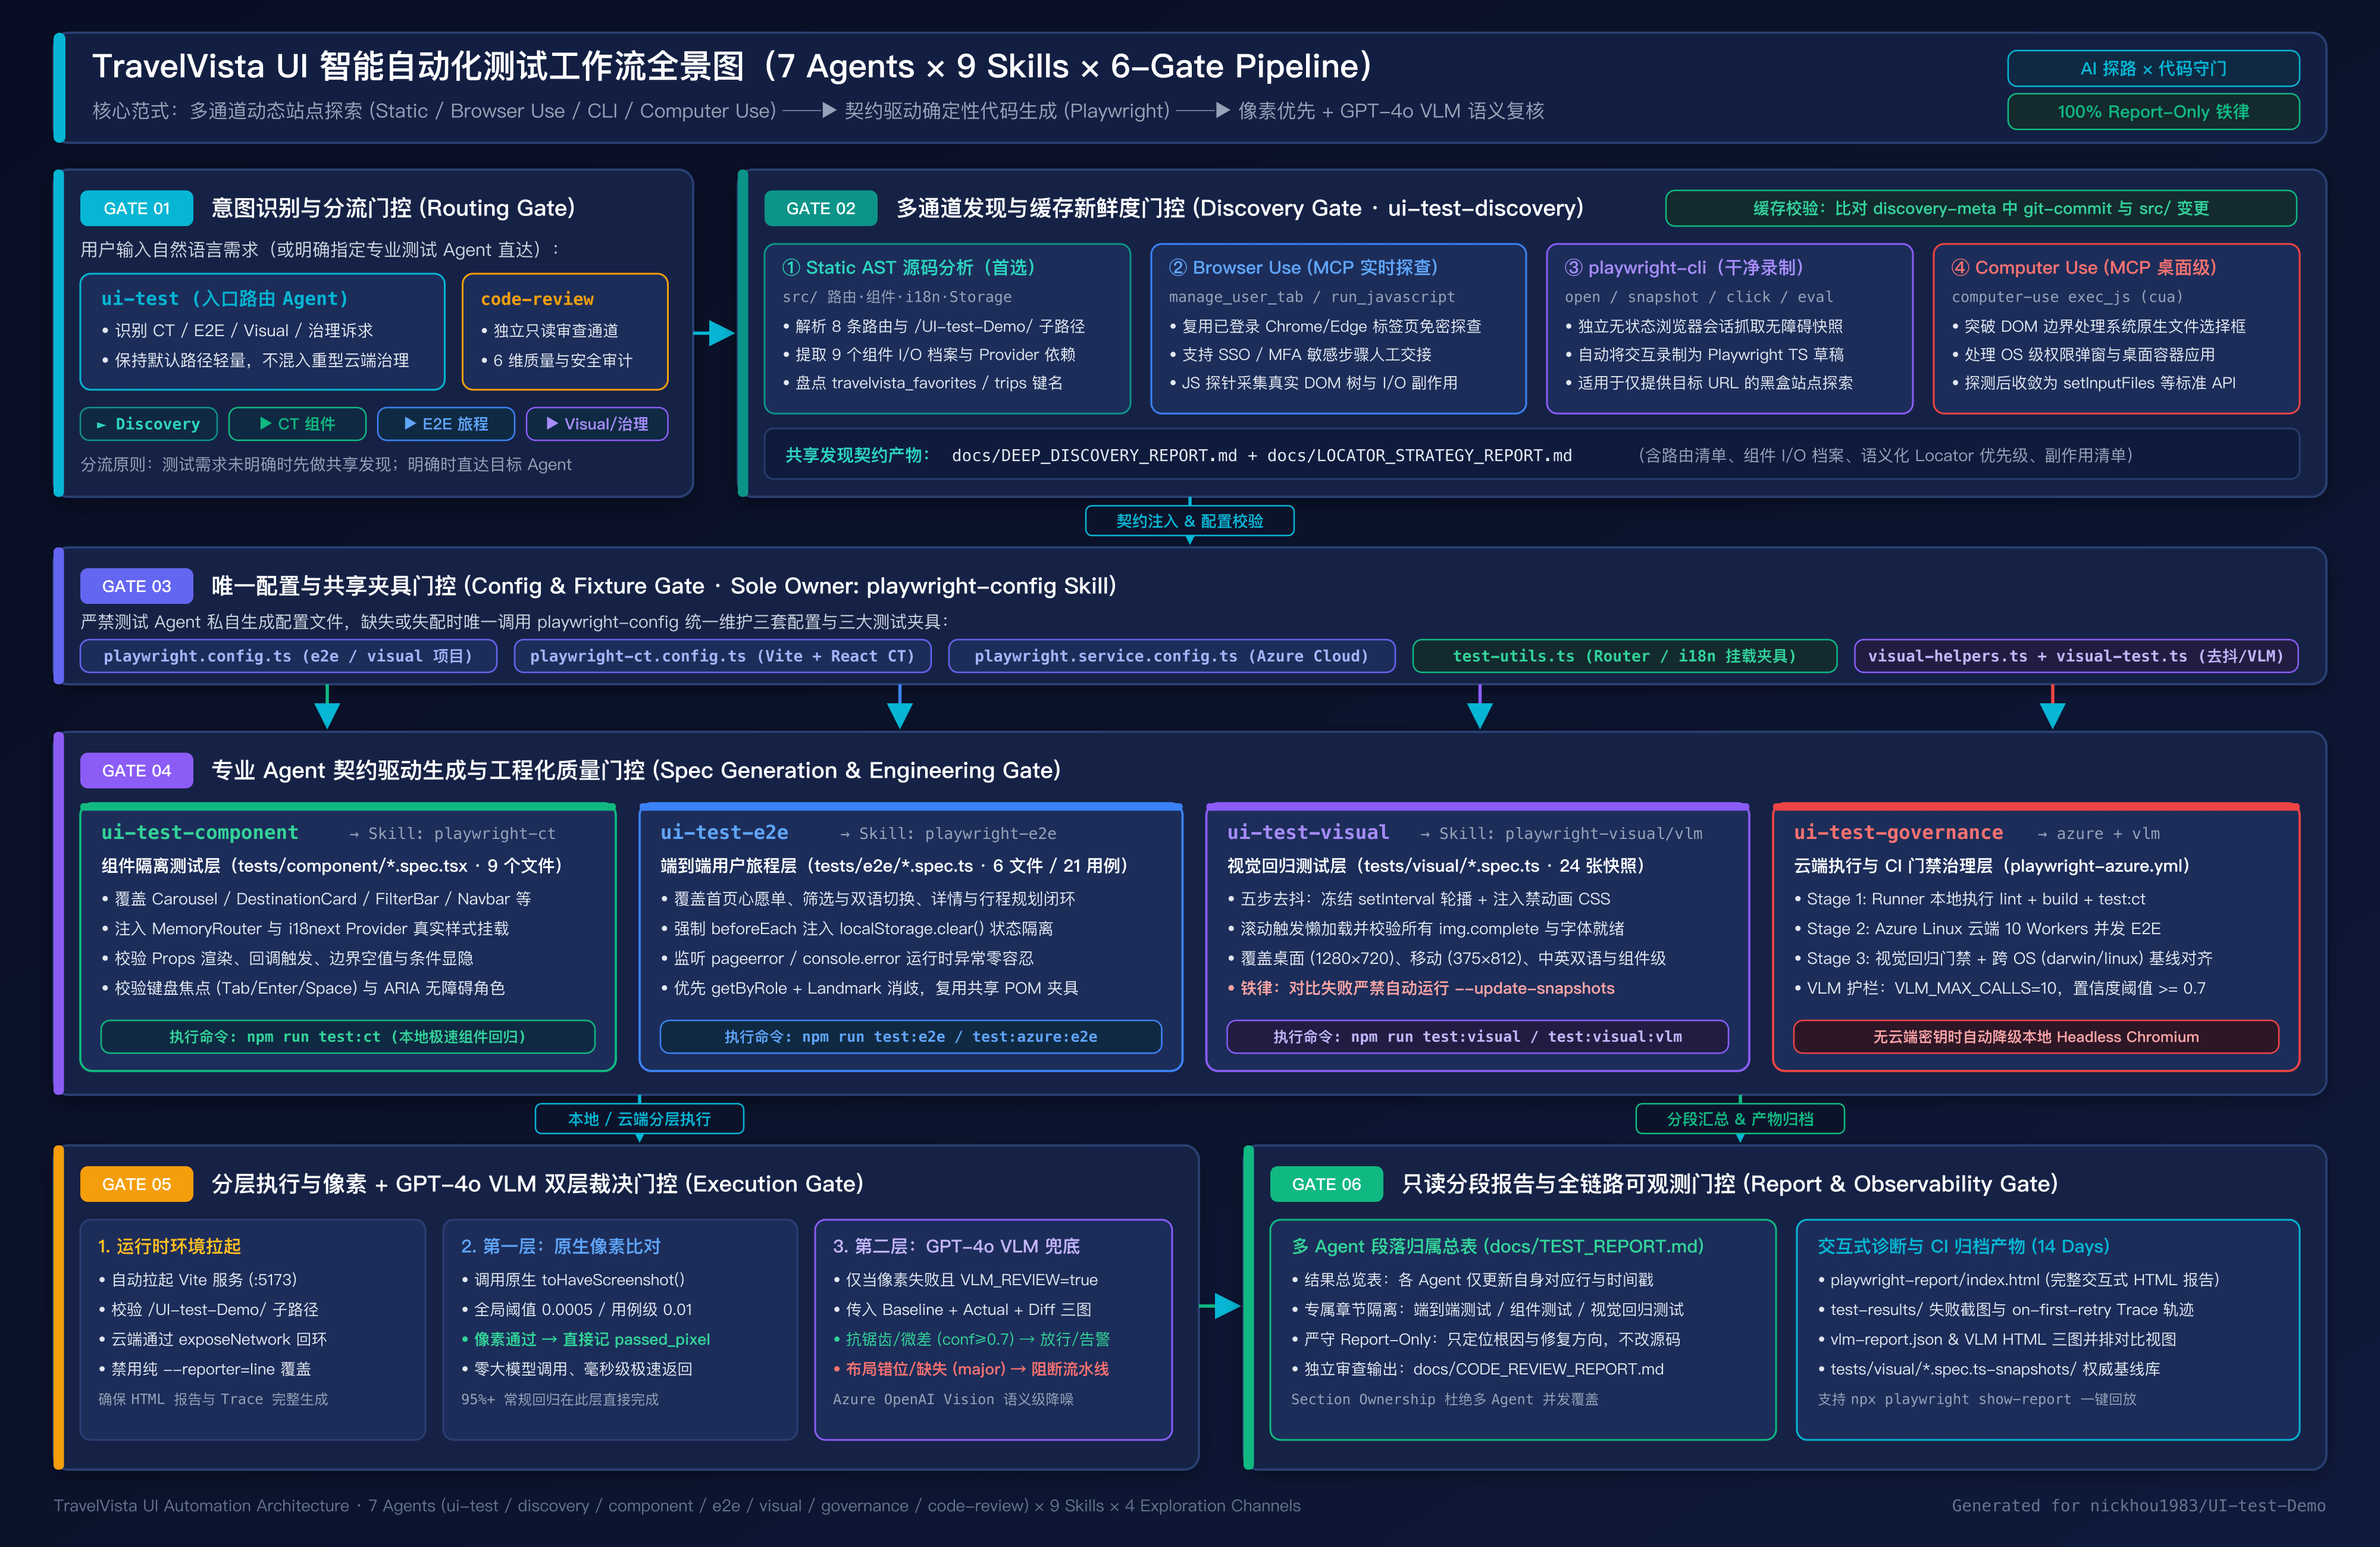 TravelVista UI 智能自动化测试工作流全景图（7 Agents × 9 Skills × 6-Gate Pipeline）
核心范式：多通道动态站点探索 (Static / Browser Use / CLI / Computer Use) ──▶ 契约驱动确定性代码生成 (Playwright) ──▶ 像素优先 + GPT-4o VLM 语义复核
AI 探路 × 代码守门
100% Report-Only 铁律
GATE 01
意图识别与分流门控 (Routing Gate)
用户输入自然语言需求（或明确指定专业测试 Agent 直达）：
ui-test (入口路由 Agent)
• 识别 CT / E2E / Visual / 治理诉求
• 保持默认路径轻量，不混入重型云端治理
code-review
• 独立只读审查通道
• 6 维质量与安全审计
► Discovery
▶ CT 组件
▶ E2E 旅程
▶ Visual/治理
分流原则：测试需求未明确时先做共享发现；明确时直达目标 Agent
GATE 02
多通道发现与缓存新鲜度门控 (Discovery Gate · ui-test-discovery)
缓存校验：比对 discovery-meta 中 git-commit 与 src/ 变更
① Static AST 源码分析（首选）
src/ 路由·组件·i18n·Storage
• 解析 8 条路由与 /UI-test-Demo/ 子路径
• 提取 9 个组件 I/O 档案与 Provider 依赖
• 盘点 travelvista_favorites / trips 键名
② Browser Use (MCP 实时探查)
manage_user_tab / run_javascript
• 复用已登录 Chrome/Edge 标签页免密探查
• 支持 SSO / MFA 敏感步骤人工交接
• JS 探针采集真实 DOM 树与 I/O 副作用
③ playwright-cli（干净录制）
open / snapshot / click / eval
• 独立无状态浏览器会话抓取无障碍快照
• 自动将交互录制为 Playwright TS 草稿
• 适用于仅提供目标 URL 的黑盒站点探索
④ Computer Use (MCP 桌面级)
computer-use exec_js (cua)
• 突破 DOM 边界处理系统原生文件选择框
• 处理 OS 级权限弹窗与桌面容器应用
• 探测后收敛为 setInputFiles 等标准 API
共享发现契约产物： docs/DEEP_DISCOVERY_REPORT.md + docs/LOCATOR_STRATEGY_REPORT.md （含路由清单、组件 I/O 档案、语义化 Locator 优先级、副作用清单）
契约注入 & 配置校验
GATE 03
唯一配置与共享夹具门控 (Config & Fixture Gate · Sole Owner: playwright-config Skill)
严禁测试 Agent 私自生成配置文件，缺失或失配时唯一调用 playwright-config 统一维护三套配置与三大测试夹具：
playwright.config.ts (e2e / visual 项目)
playwright-ct.config.ts (Vite + React CT)
playwright.service.config.ts (Azure Cloud)
test-utils.ts (Router / i18n 挂载夹具)
visual-helpers.ts + visual-test.ts (去抖/VLM)
GATE 04
专业 Agent 契约驱动生成与工程化质量门控 (Spec Generation & Engineering Gate)
ui-test-component → Skill: playwright-ct
组件隔离测试层（tests/component/*.spec.tsx · 9 个文件）
• 覆盖 Carousel / DestinationCard / FilterBar / Navbar 等
• 注入 MemoryRouter 与 i18next Provider 真实样式挂载
• 校验 Props 渲染、回调触发、边界空值与条件显隐
• 校验键盘焦点 (Tab/Enter/Space) 与 ARIA 无障碍角色
执行命令: npm run test:ct (本地极速组件回归)
ui-test-e2e → Skill: playwright-e2e
端到端用户旅程层（tests/e2e/*.spec.ts · 6 文件 / 21 用例）
• 覆盖首页心愿单、筛选与双语切换、详情与行程规划闭环
• 强制 beforeEach 注入 localStorage.clear() 状态隔离
• 监听 pageerror / console.error 运行时异常零容忍
• 优先 getByRole + Landmark 消歧，复用共享 POM 夹具
执行命令: npm run test:e2e / test:azure:e2e
ui-test-visual → Skill: playwright-visual/vlm
视觉回归测试层（tests/visual/*.spec.ts · 24 张快照）
• 五步去抖：冻结 setInterval 轮播 + 注入禁动画 CSS
• 滚动触发懒加载并校验所有 img.complete 与字体就绪
• 覆盖桌面 (1280×720)、移动 (375×812)、中英双语与组件级
• 铁律：对比失败严禁自动运行 --update-snapshots
执行命令: npm run test:visual / test:visual:vlm
ui-test-governance → azure + vlm
云端执行与 CI 门禁治理层（playwright-azure.yml）
• Stage 1: Runner 本地执行 lint + build + test:ct
• Stage 2: Azure Linux 云端 10 Workers 并发 E2E
• Stage 3: 视觉回归门禁 + 跨 OS (darwin/linux) 基线对齐
• VLM 护栏：VLM_MAX_CALLS=10，置信度阈值 >= 0.7
无云端密钥时自动降级本地 Headless Chromium
本地 / 云端分层执行
分段汇总 & 产物归档
GATE 05
分层执行与像素 + GPT-4o VLM 双层裁决门控 (Execution Gate)
1. 运行时环境拉起
• 自动拉起 Vite 服务 (:5173)
• 校验 /UI-test-Demo/ 子路径
• 云端通过 exposeNetwork 回环
• 禁用纯 --reporter=line 覆盖
确保 HTML 报告与 Trace 完整生成
2. 第一层：原生像素比对
• 调用原生 toHaveScreenshot()
• 全局阈值 0.0005 / 用例级 0.01
• 像素通过 → 直接记 passed_pixel
• 零大模型调用、毫秒级极速返回
95%+ 常规回归在此层直接完成
3. 第二层：GPT-4o VLM 兜底
• 仅当像素失败且 VLM_REVIEW=true
• 传入 Baseline + Actual + Diff 三图
• 抗锯齿/微差 (conf≥0.7) → 放行/告警
• 布局错位/缺失 (major) → 阻断流水线
Azure OpenAI Vision 语义级降噪
GATE 06
只读分段报告与全链路可观测门控 (Report & Observability Gate)
多 Agent 段落归属总表 (docs/TEST_REPORT.md)
• 结果总览表：各 Agent 仅更新自身对应行与时间戳
• 专属章节隔离：端到端测试 / 组件测试 / 视觉回归测试
• 严守 Report-Only：只定位根因与修复方向，不改源码
• 独立审查输出：docs/CODE_REVIEW_REPORT.md
Section Ownership 杜绝多 Agent 并发覆盖
交互式诊断与 CI 归档产物 (14 Days)
• playwright-report/index.html (完整交互式 HTML 报告)
• test-results/ 失败截图与 on-first-retry Trace 轨迹
• vlm-report.json & VLM HTML 三图并排对比视图
• tests/visual/*.spec.ts-snapshots/ 权威基线库
支持 npx playwright show-report 一键回放
TravelVista UI Automation Architecture · 7 Agents (ui-test / discovery / component / e2e / visual / governance / code-review) × 9 Skills × 4 Exploration Channels
Generated for nickhou1983/UI-test-Demo